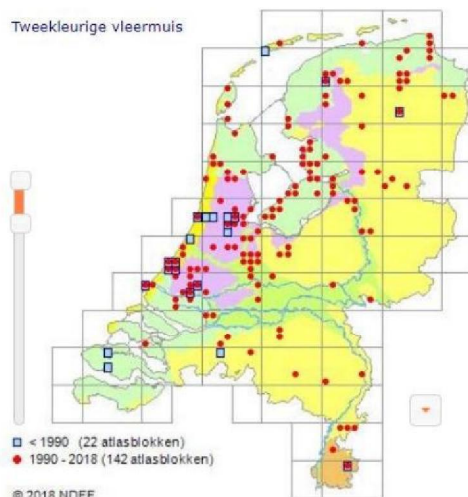 Tweekleurige vleermuis
< 1990 (22 atlasblokken)
1990 - 2018 (142 atlasblokken)
© 2018 NDFF